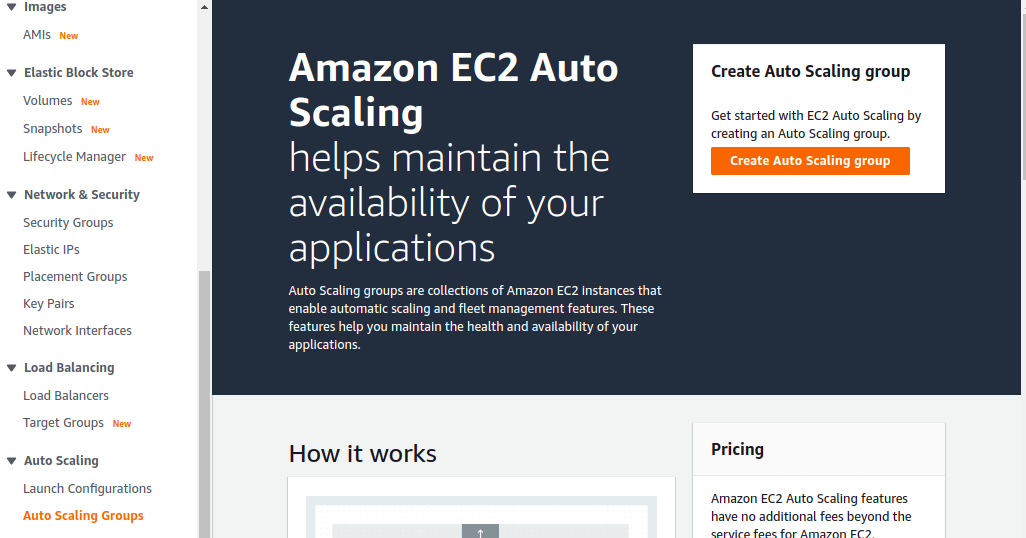 Images
AMIs New
Elastic Block Store
Volumes New
Snapshots New
Lifecycle Manager New
Network & Security
Security Groups
Elastic IPs
Placement Groups
Key Pairs
Network Interfaces
Load Balancing
Load Balancers
Target Groups New
Auto Scaling
Launch Configurations
Auto Scaling Groups
Amazon EC2 Auto
Scaling
helps maintain the
availability of your
applications
Auto Scaling groups are collections of Amazon EC2 instances that
enable automatic scaling and fleet management features. These
features help you maintain the health and availability of your
applications.
Create Auto Scaling group
Get started with EC2 Auto Scaling by
creating an Auto Scaling group.
Create Auto Scaling group
How it works
Pricing
Amazon EC2 Auto Scaling features
have no additional fees beyond the
service fees for Amazon EC2,